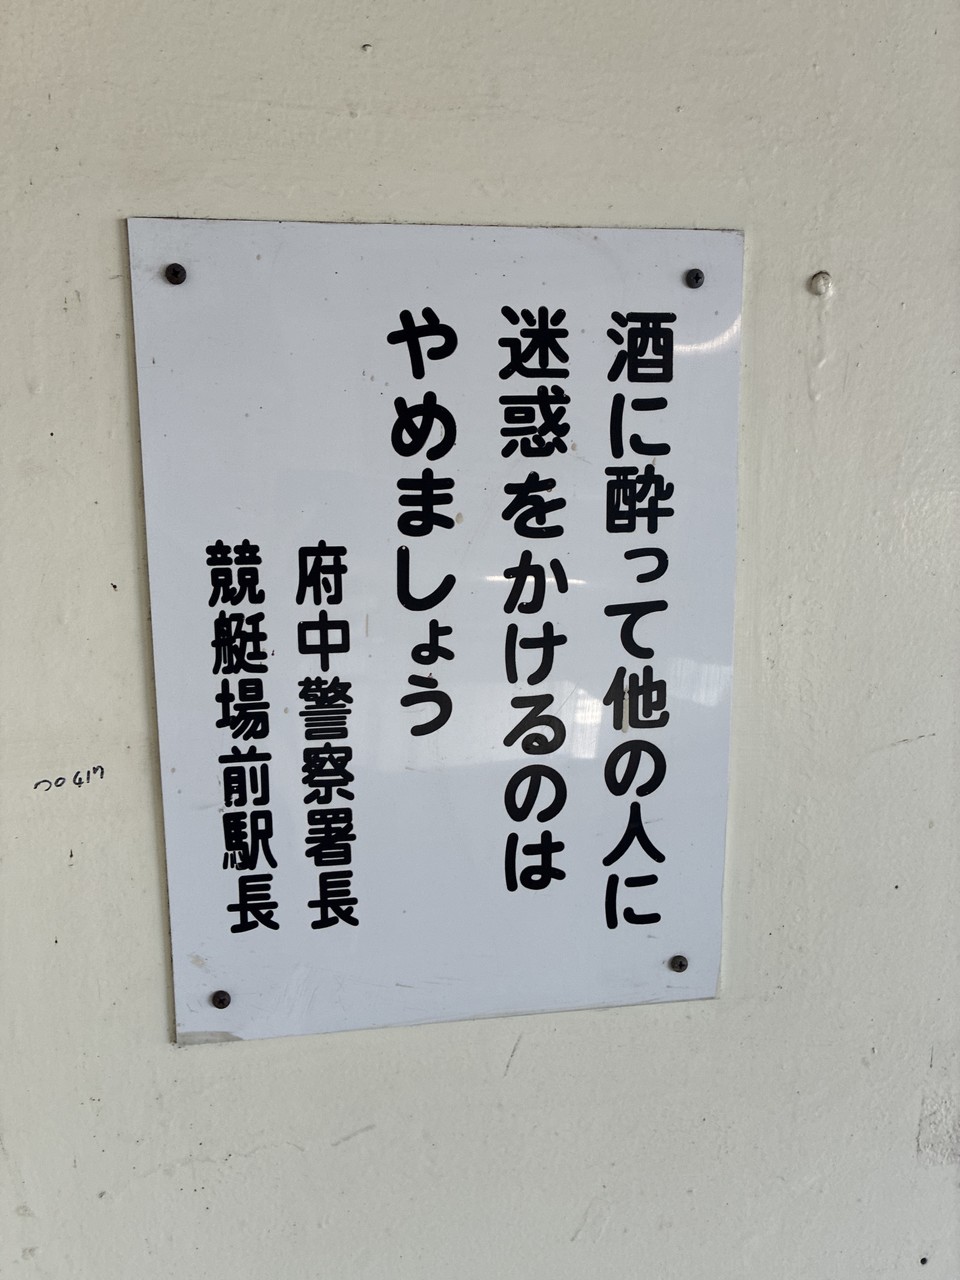 酒に酔って他の人に
迷惑をかけるのは
やめましょう
府中警察署長
競艇場前駅長